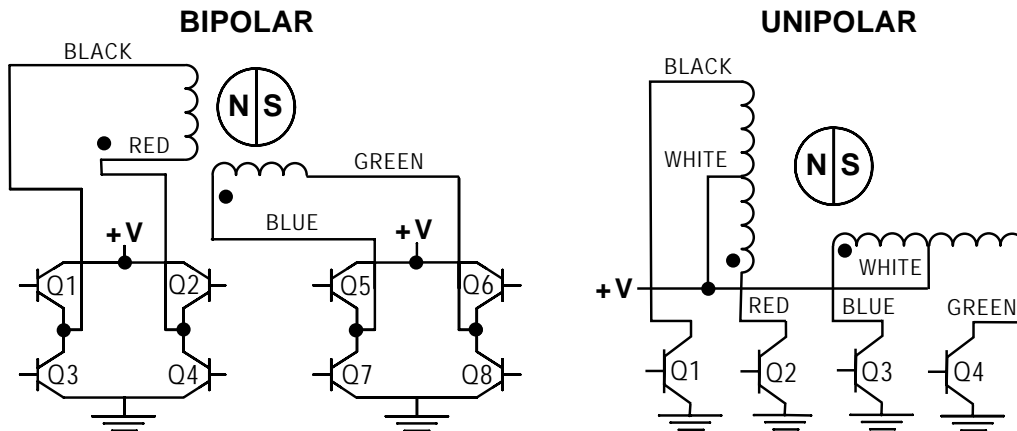 BIPOLAR
BLACK
N S
RED
GREEN
BLUE
+V
+V
Q1
Q2
Q5
Q6
Q3
Q4
Q7
Q8
UNIPOLAR
BLACK
WHITE
N S
WHITE
+V
RED
BLUE
GREEN
Q1
Q2
Q3
Q4